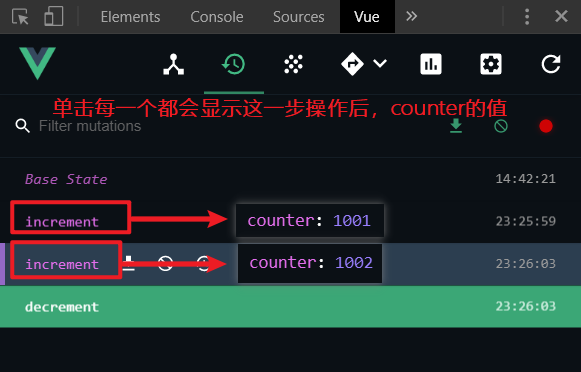 Elements Console Sources Vue
单击每一个都会显示这一步操作后，counter的值
Filter mutations
Base State 14:42:21
increment counter: 1001 23:25:59
increment counter: 1002 23:26:03
decrement 23:26:03